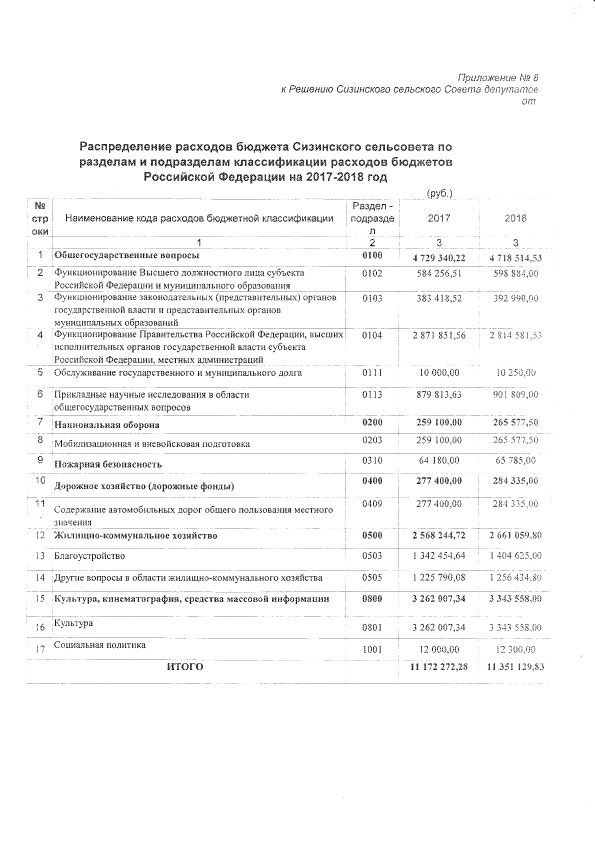 Приложение № 8
к Решению Сизинского сельского Совета депутатов
от
Распределение расходов бюджета Сизинского сельсовета по
разделам и подразделам классификации расходов бюджетов
Российской Федерации на 2017-2018 год
(руб.)
№ стр оки Наименование кода расходов бюджетной классификации Раздел - подразде л 2017 2018
1 2 3 3
1 Общегосударственные вопросы 0100 4 729 340,22 4 718 514,53
2 Функционирование Высшего должностного лица субъекта 0102 584 256,51 598 884,00
Российской Федерации и муниципального образования
3 Функционирование законодательных (представительных) органов 0103 383 418,52 392 990,00
государственной власти и представительных органов
муниципальных образований
4 Функционирование Правительства Российской Федерации, высших 0104 2 871 851,56 2 814 581,53
исполнительных органов государственной власти субъекта
Российской Федерации, местных администраций
5 Обслуживание государственного и муниципального долга 0111 10 000,00 10 250,00
6 Прикладные научные исследования в области 0113 879 813,63 901 809,00
общегосударственных вопросов
7 Национальная оборона 0200 259 100,00 265 577,50
8 Мобилизационная и вневойсковая подготовка 0203 259 100,00 265 577,50
9 Пожарная безопасность 0310 64 180,00 65 785,00
10 Дорожное хозяйство (дорожные фонды) 0400 277 400,00 284 335,00
11 Содержание автомобильных дорог общего пользования местного 0409 277 400,00 284 335,00
значения
12 Жилищно-коммунальное хозяйство 0500 2 568 244,72 2 661 059,80
13 Благоустройство 0503 1 342 454,64 1 404 625,00
14 Другие вопросы в области жилищно-коммунального хозяйства 0505 1 225 790,08 1 256 434,80
15 Культура, кинематография, средства массовой информации 0800 3 262 007,34 3 343 558,00
16 Культура 0801 3 262 007,34 3 343 558,00
17 Социальная политика 1001 12 000,00 12 300,00
ИТОГО 11 172 272,28 11 351 129,83